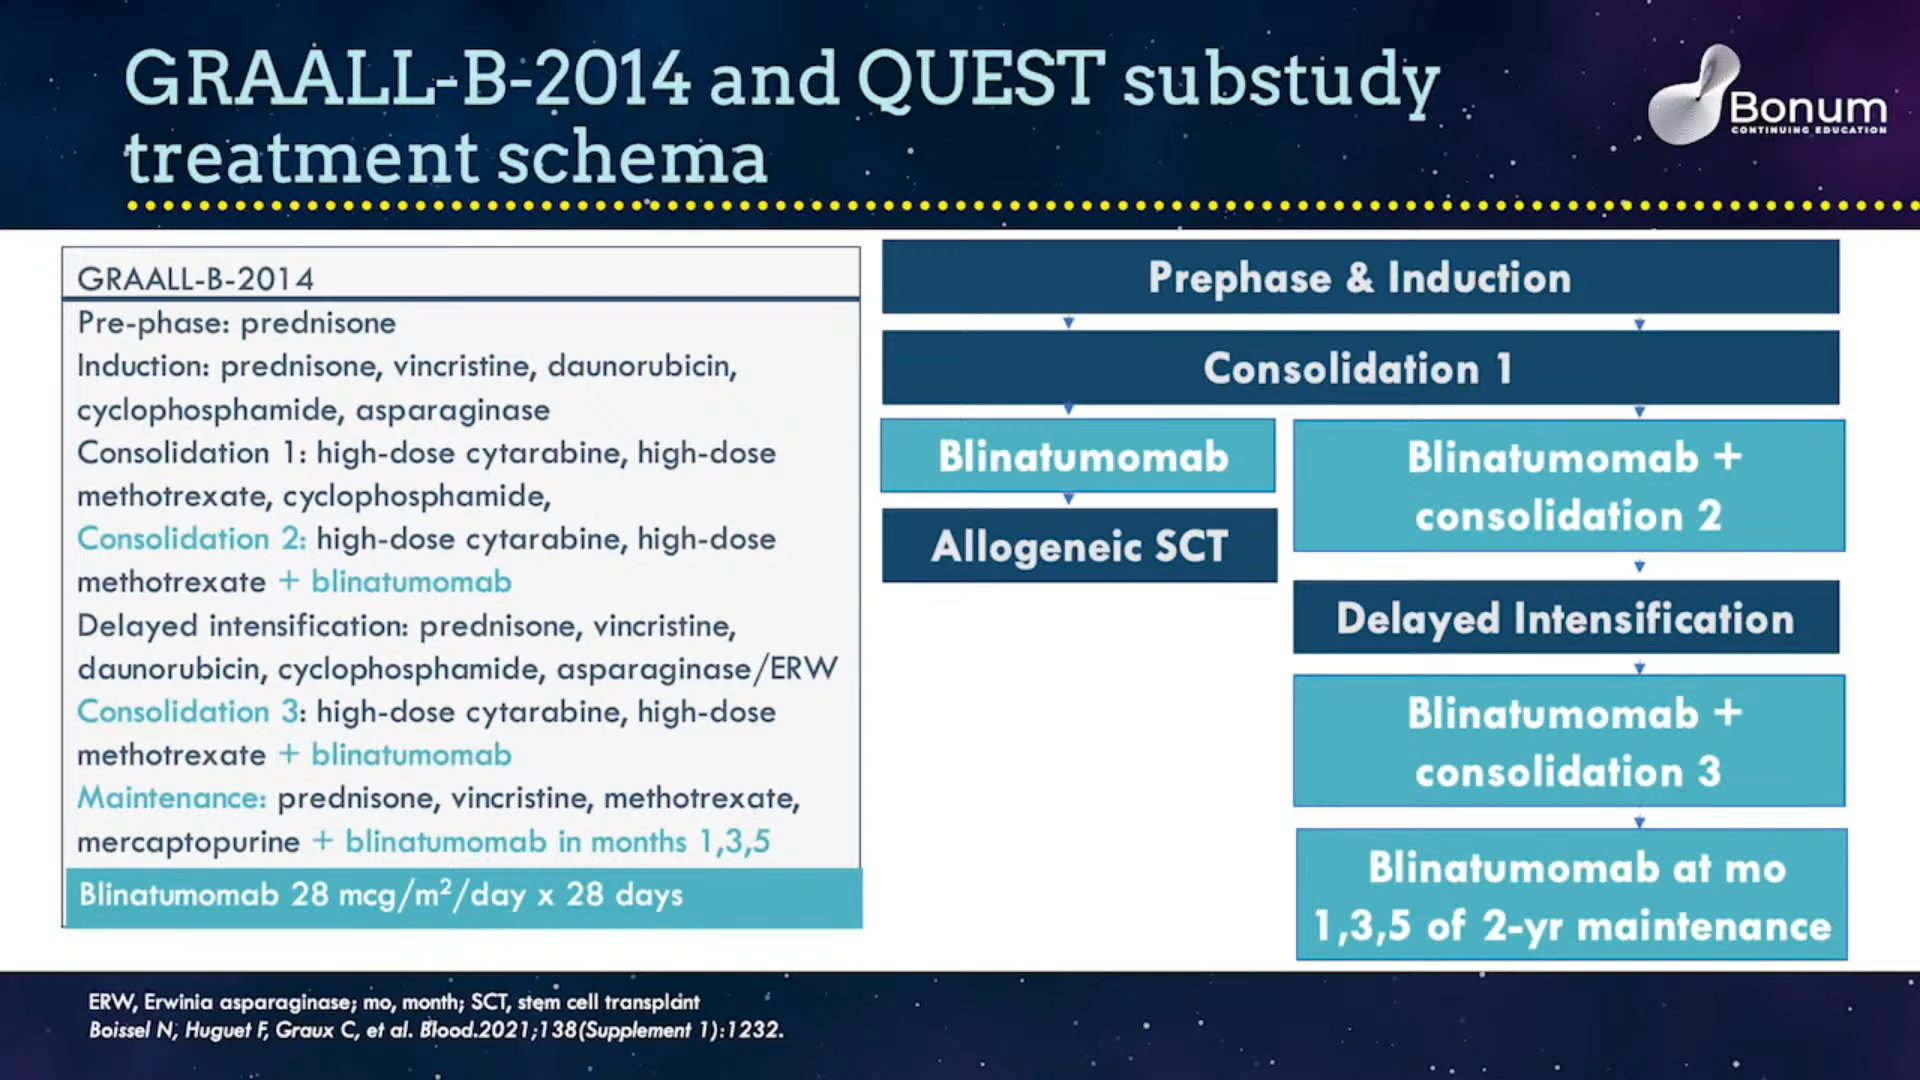 GRAALL-B-2014 and QUEST substudy
treatment schema
Bonum
CONTINUING EDUCATION
GRAALL-B-2014
Pre-phase: prednisone
Induction: prednisone, vincristine, daunorubicin,
cyclophosphamide, asparaginase
Consolidation 1: high-dose cytarabine, high-dose
methotrexate, cyclophosphamide,
Consolidation 2: high-dose cytarabine, high-dose
methotrexate + blinatumomab
Delayed intensification: prednisone, vincristine,
daunorubicin, cyclophosphamide, asparaginase/ERW
Consolidation 3: high-dose cytarabine, high-dose
methotrexate + blinatumomab
Maintenance: prednisone, vincristine, methotrexate,
mercaptopurine + blinatumomab in months 1,3,5
Blinatumomab 28 mcg/m²/day x 28 days
Prephase & Induction
Consolidation 1
Blinatumomab
Allogeneic SCT
Blinatumomab +
consolidation 2
Delayed Intensification
Blinatumomab +
consolidation 3
Blinatumomab at mo
1,3,5 of 2-yr maintenance
ERW, Erwinia asparaginase; mo, month; SCT, stem cell transplant
Boissel N, Huguet F, Graux C, et al. Blood.2021;138(Supplement 1):1232.